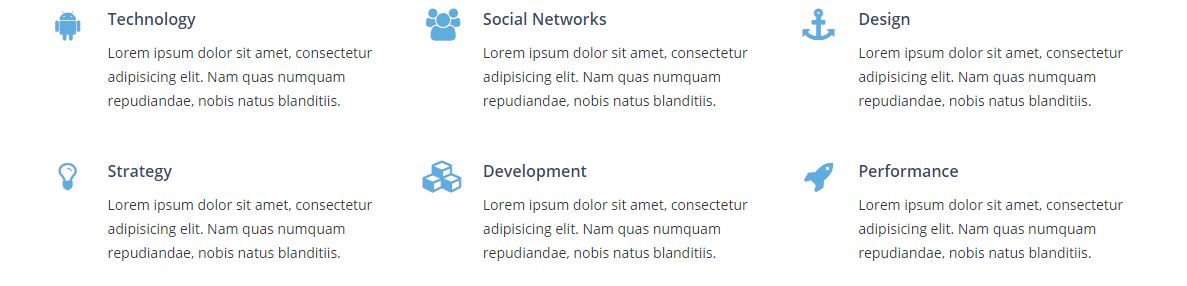 Technology
Lorem ipsum dolor sit amet, consectetur
adipisicing elit. Nam quas numquam
repudiandae, nobis natus blanditiis.
Social Networks
Lorem ipsum dolor sit amet, consectetur
adipisicing elit. Nam quas numquam
repudiandae, nobis natus blanditiis.
Design
Lorem ipsum dolor sit amet, consectetur
adipisicing elit. Nam quas numquam
repudiandae, nobis natus blanditiis.
Strategy
Lorem ipsum dolor sit amet, consectetur
adipisicing elit. Nam quas numquam
repudiandae, nobis natus blanditiis.
Development
Lorem ipsum dolor sit amet, consectetur
adipisicing elit. Nam quas numquam
repudiandae, nobis natus blanditiis.
Performance
Lorem ipsum dolor sit amet, consectetur
adipisicing elit. Nam quas numquam
repudiandae, nobis natus blanditiis.